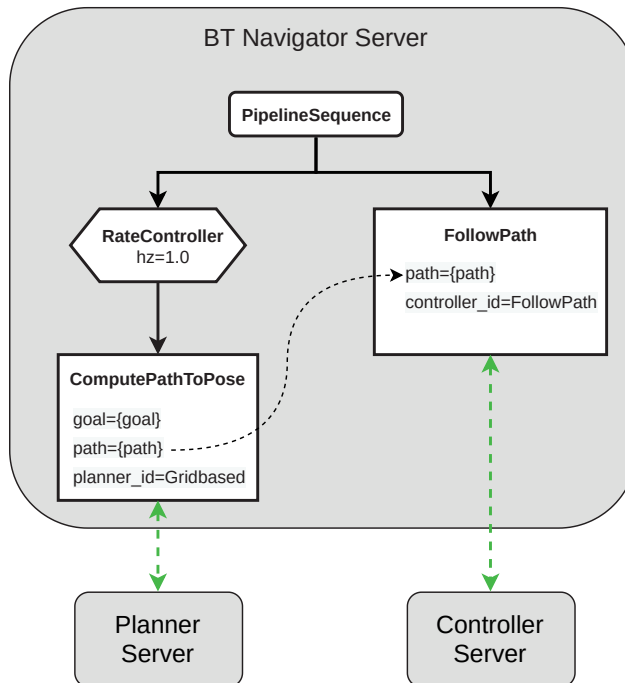 BT Navigator Server
PipelineSequence
RateController
hz=1.0
FollowPath
path={path}
controller_id=FollowPath
ComputePathToPose
goal={goal}
path={path}
planner_id=Gridbased
Planner
Server
Controller
Server